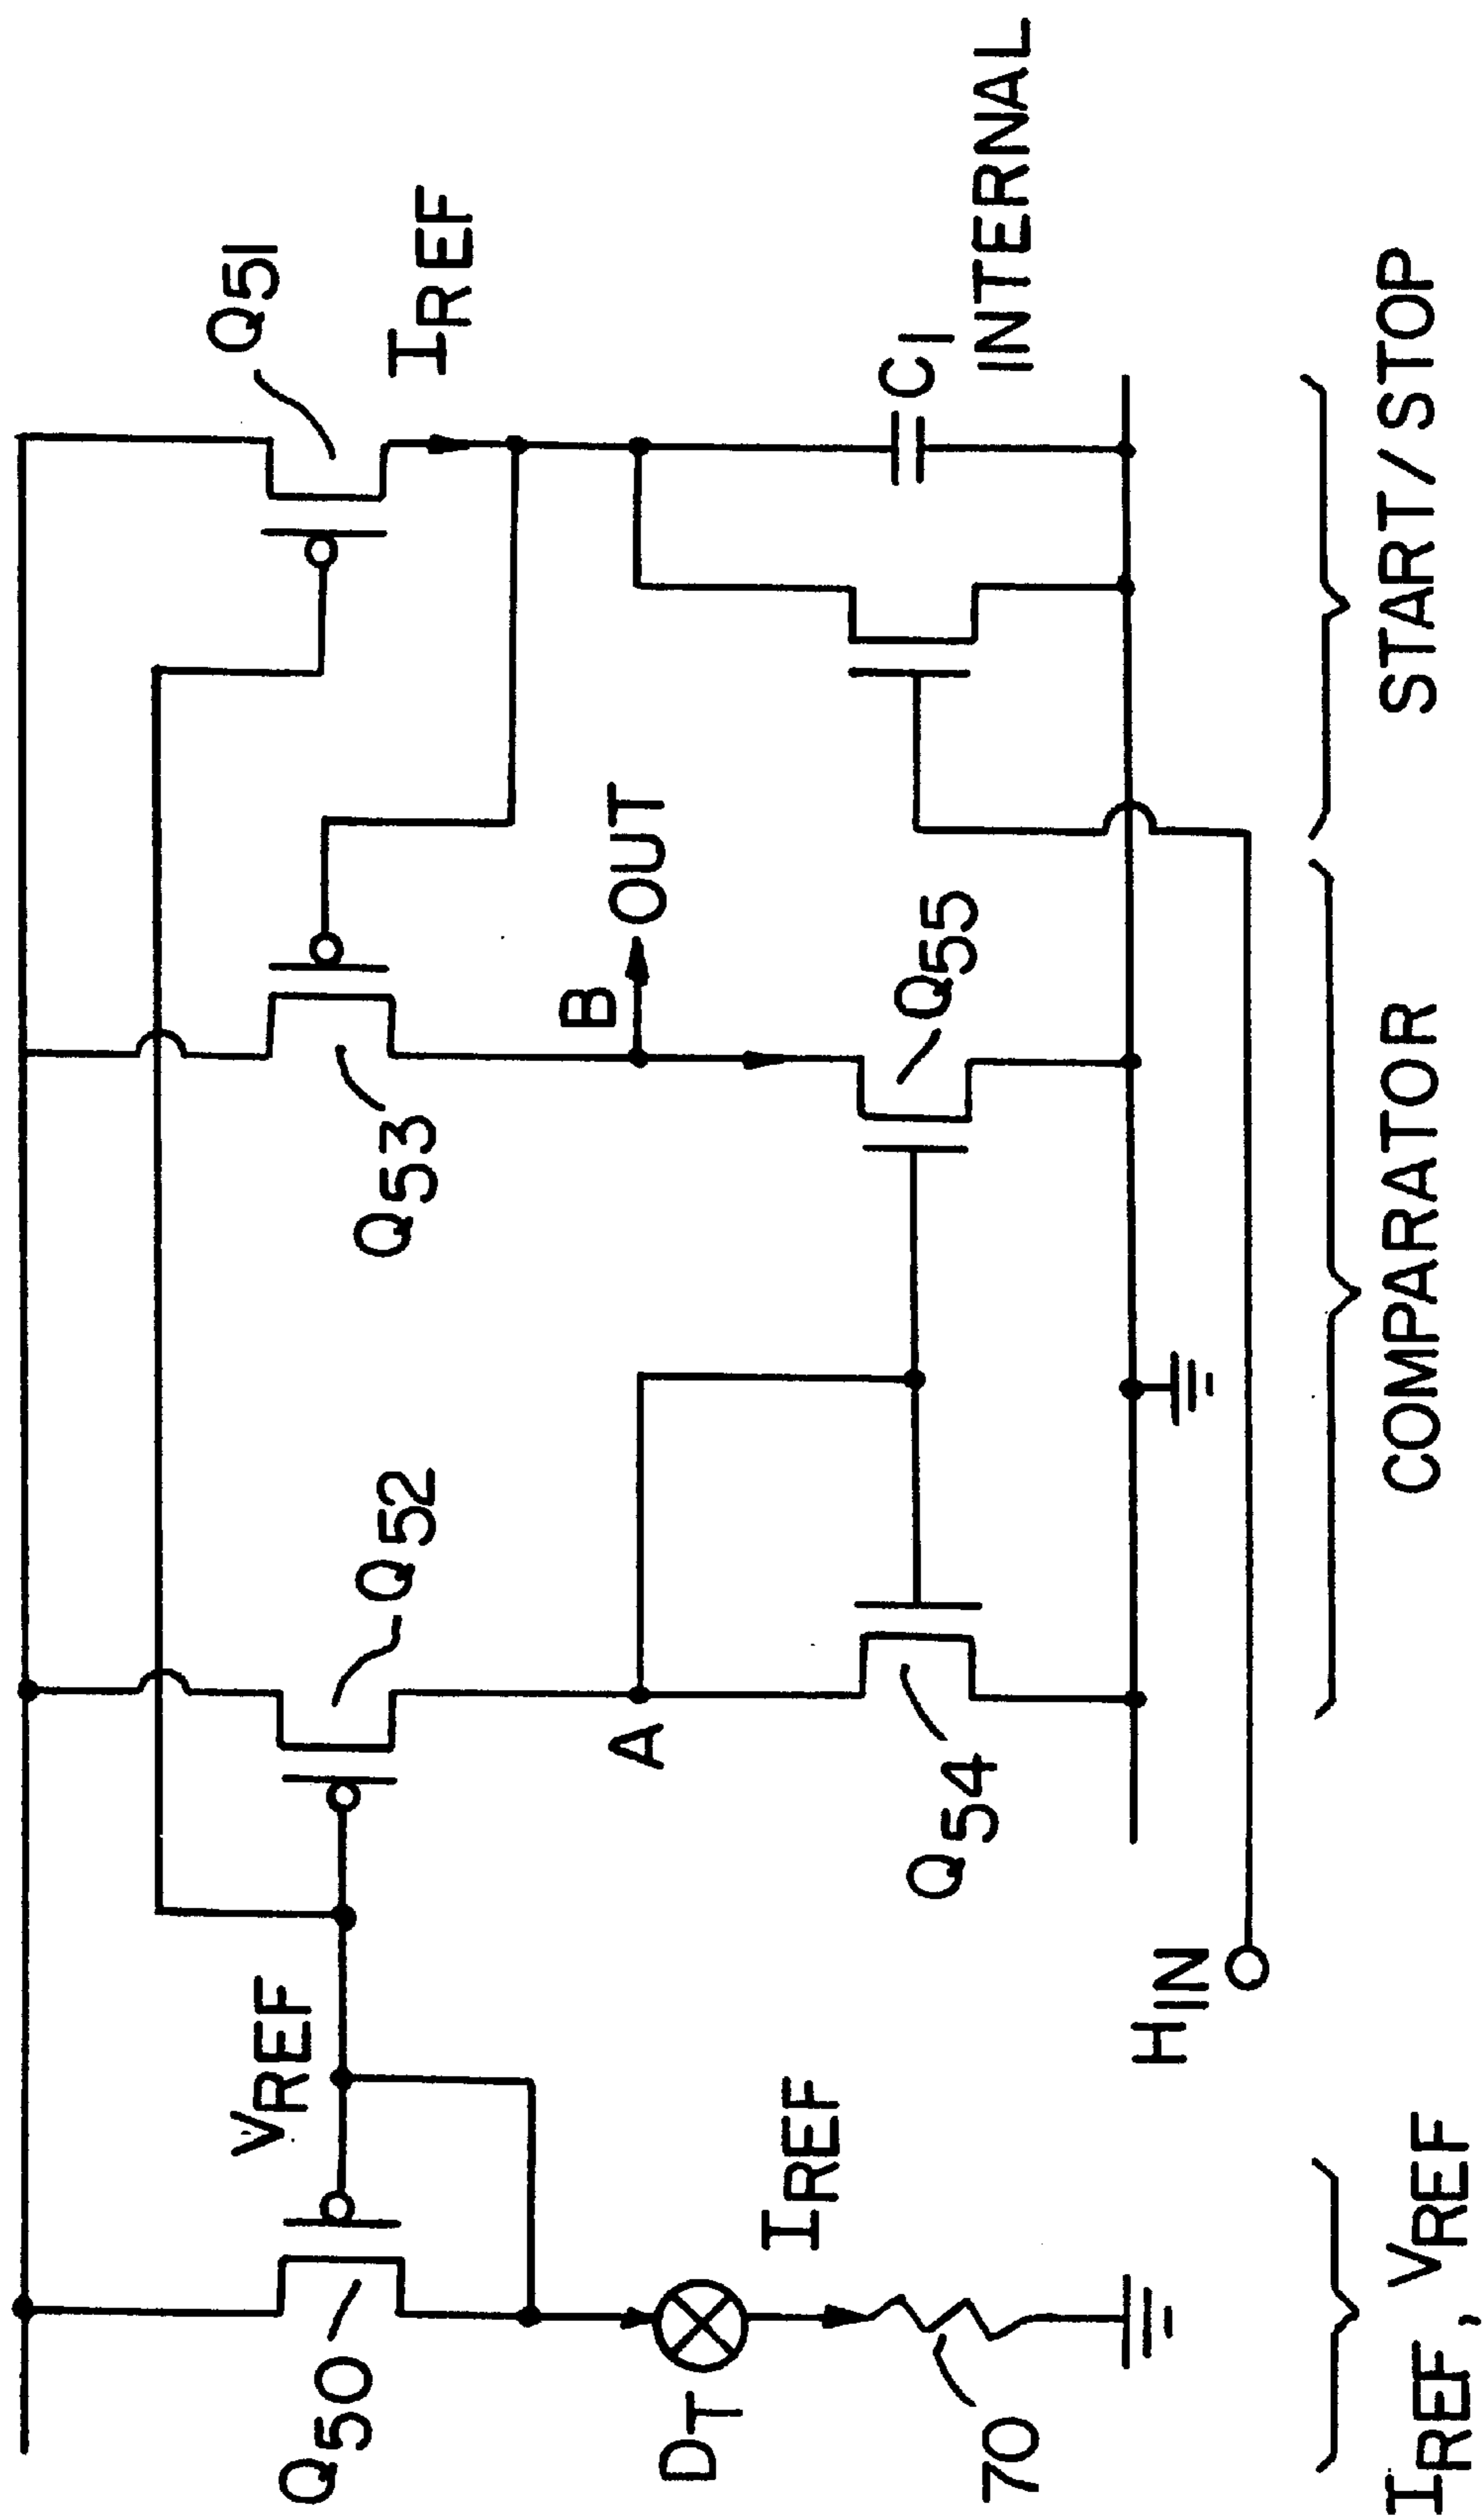 Q50
VREF
Q52
Q53
Q51
IREF
A
B
OUT
DT
IREF
70
Q54
Q55
C1
INTERNAL
HIN
IREF, VREF
COMPARATOR
START/STOP